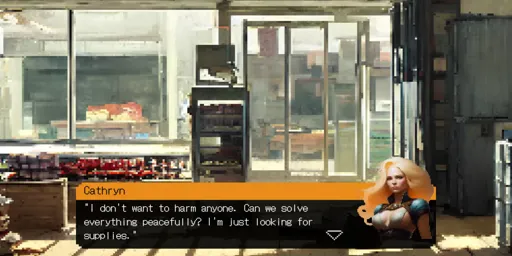 Cathryn
"I don't want to harm anyone. Can we solve
everything peacefully? I'm just looking for
supplies."